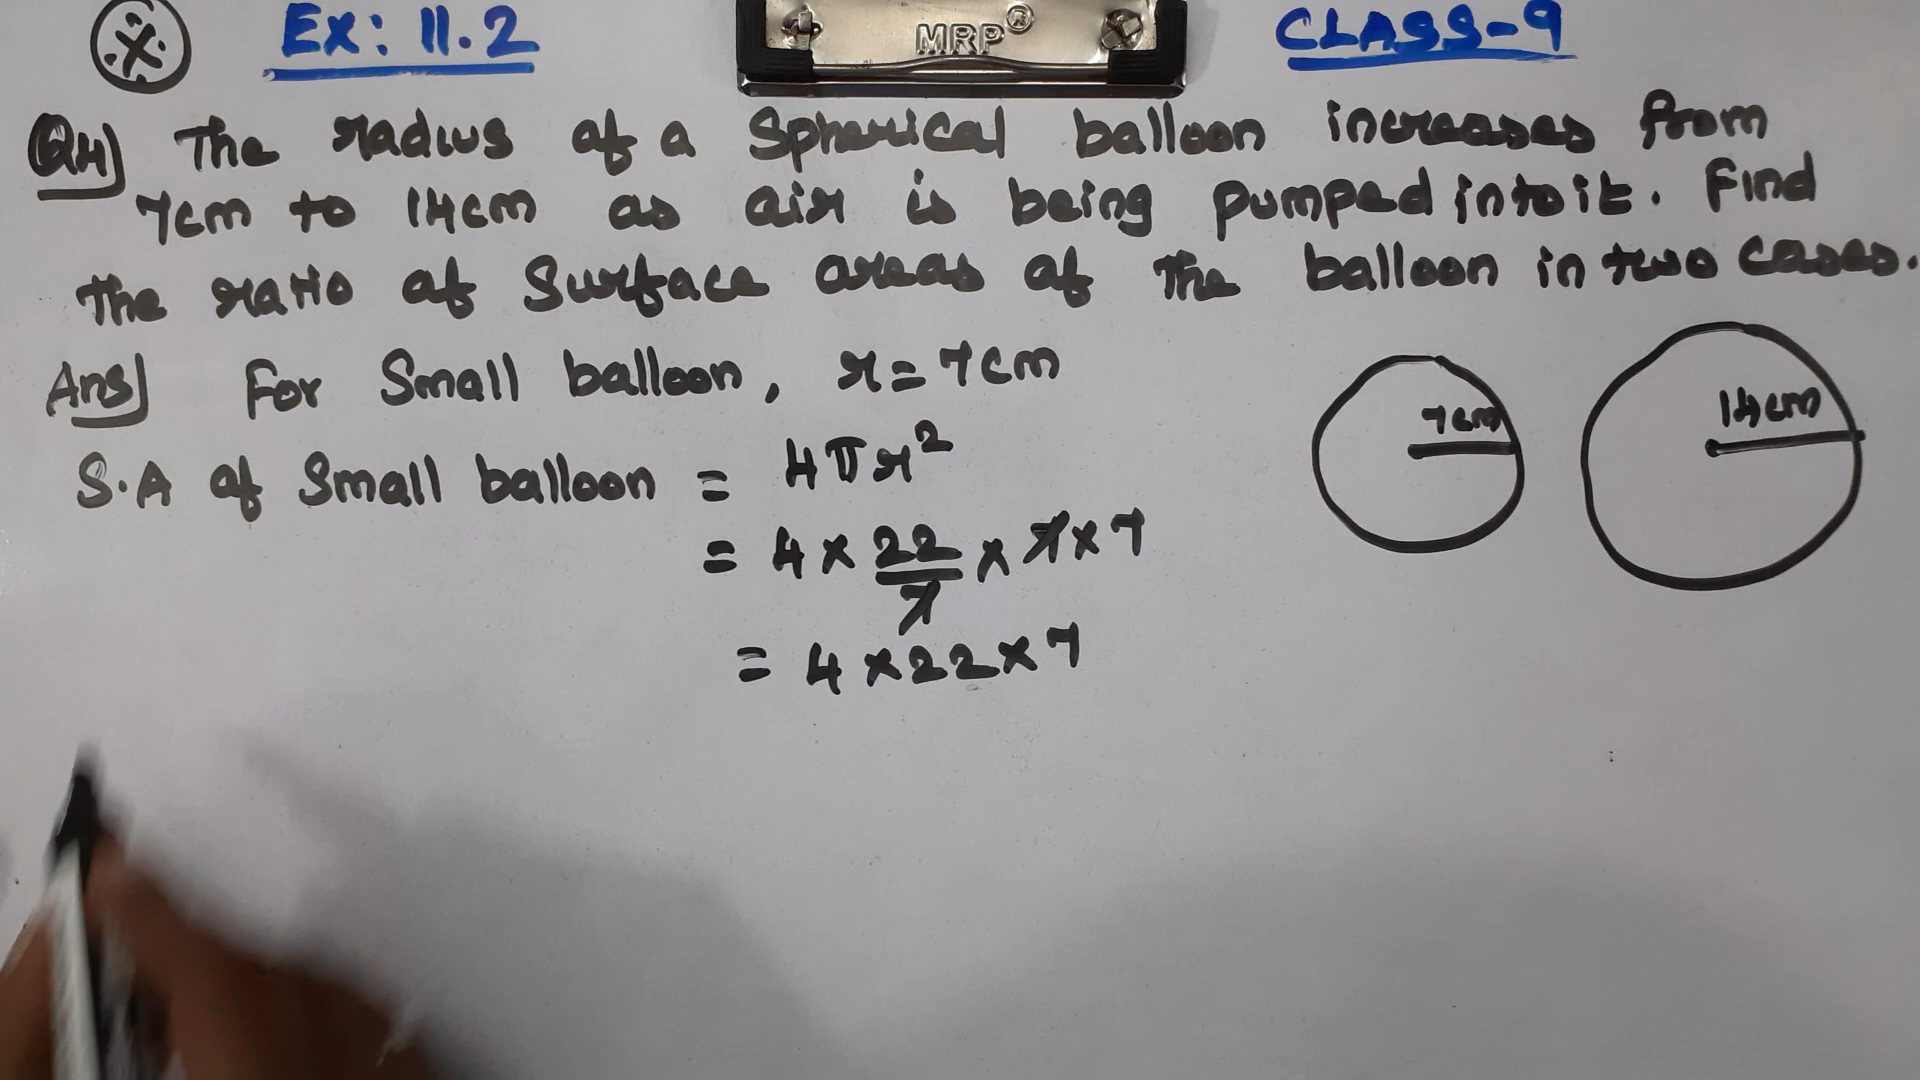 Ex: 11.2
MRP®
CLASS-9
Q4) The radius of a Spherical balloon increases from
7cm to 14cm as air is being pumped into it. Find
the ratio of Surface areas of the balloon in two cases.
Ans) For Small balloon, r = 7cm
7cm
14cm
S.A of Small balloon = 4πr²
= 4 × 22/7 × 7 × 7
= 4 × 22 × 7